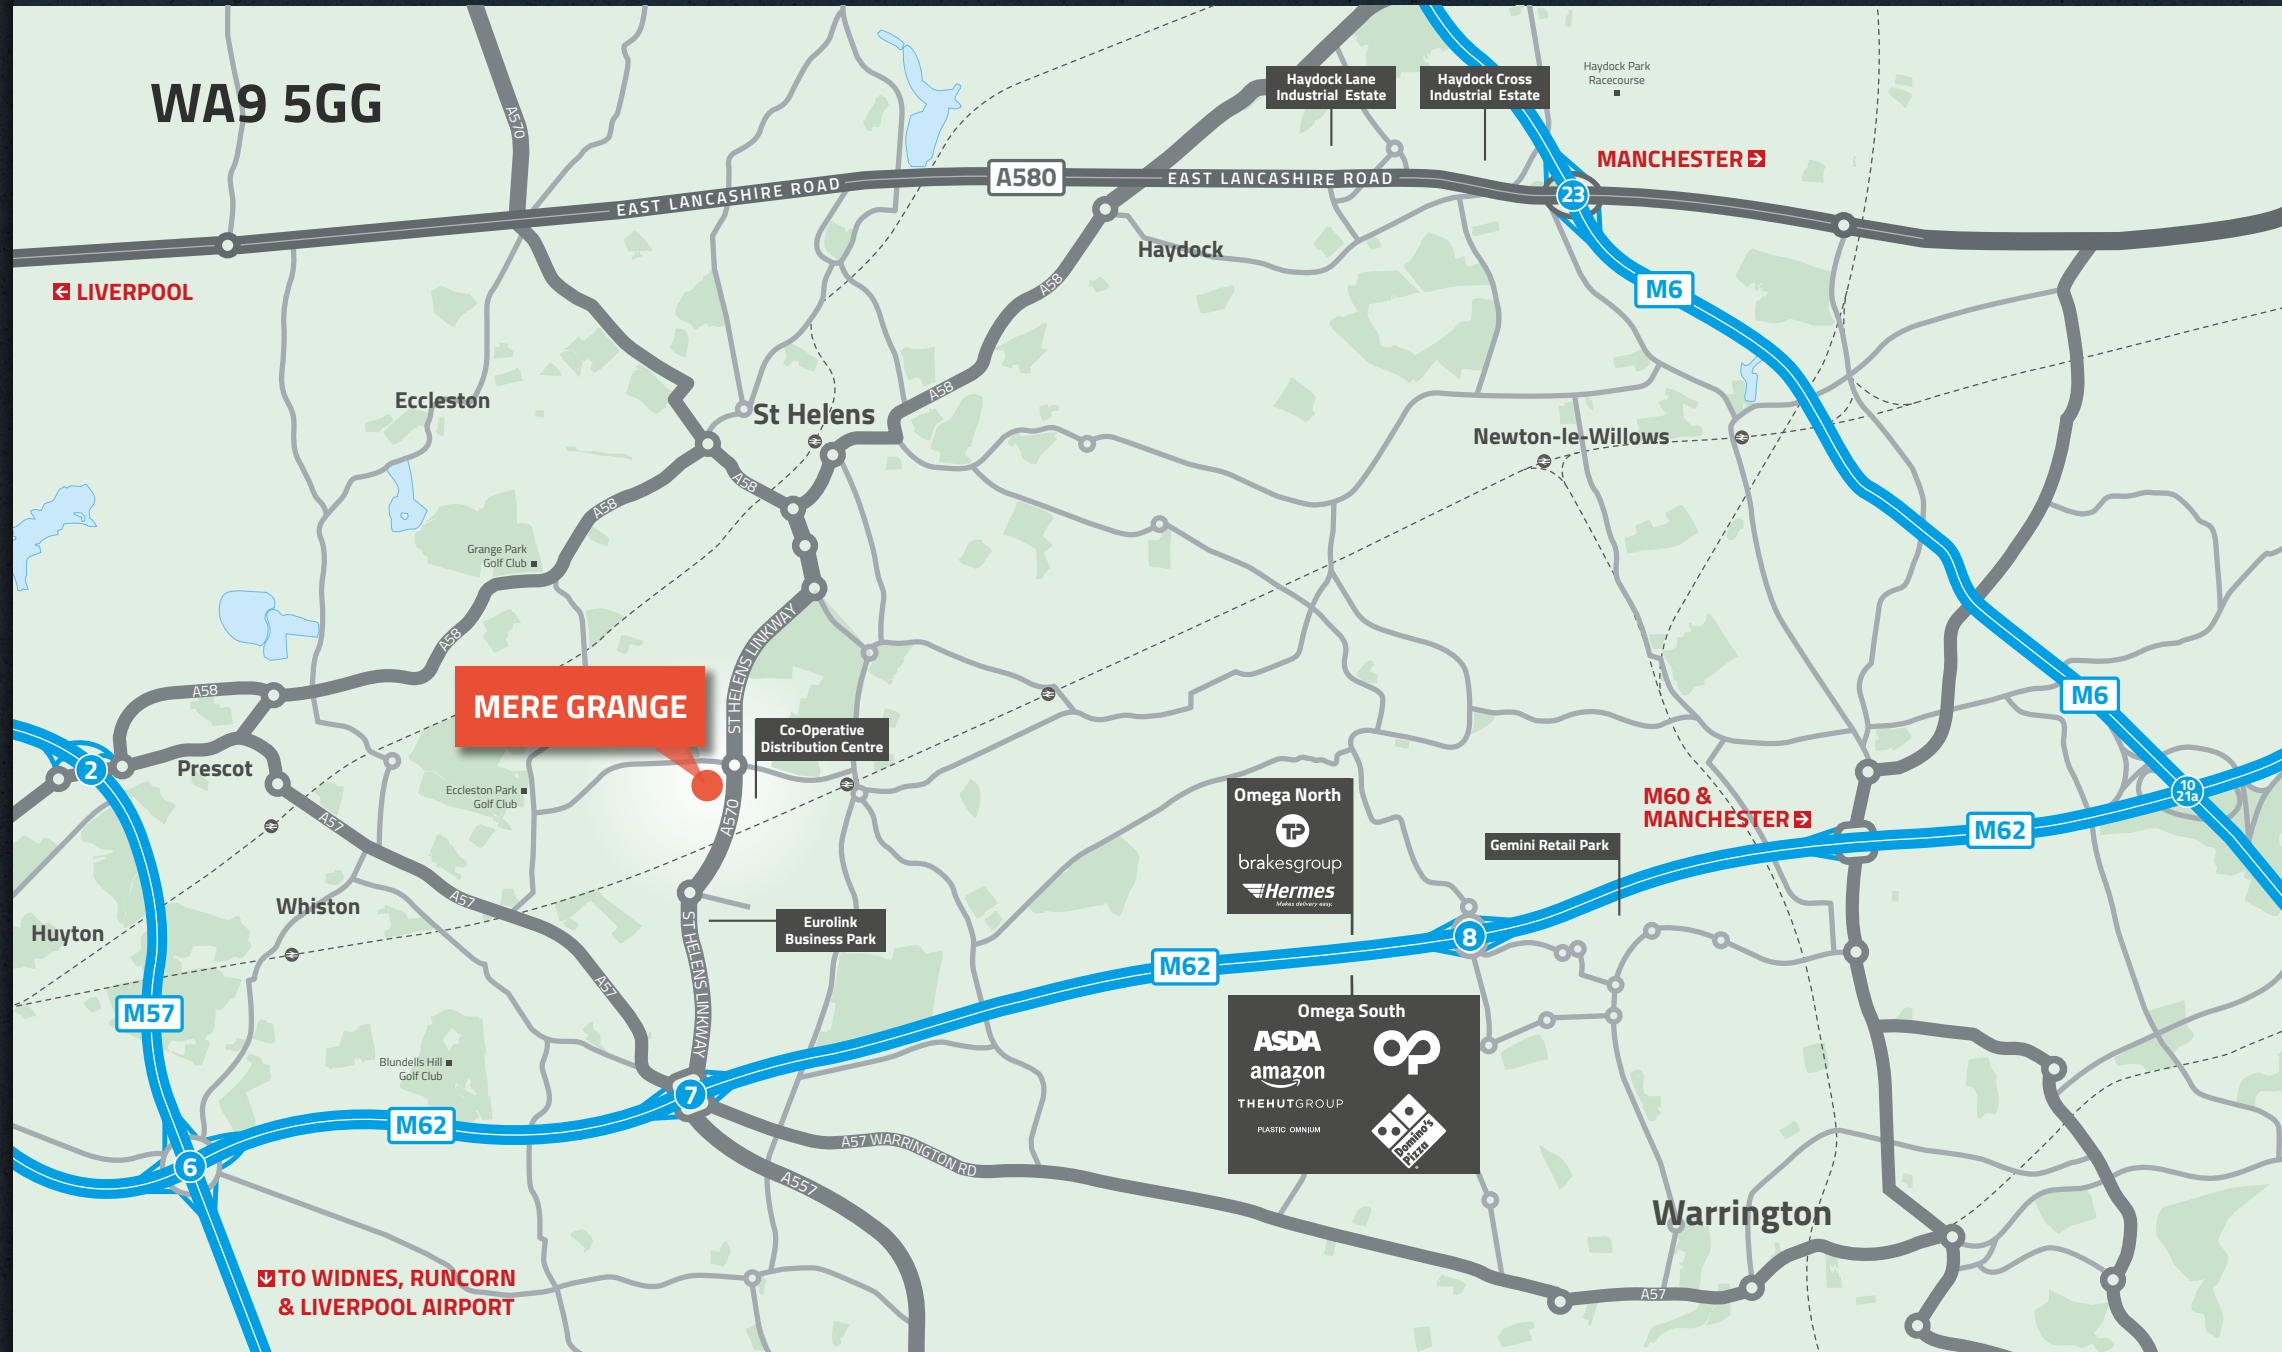 WA9 5GG
A570
Haydock Lane
Industrial Estate
Haydock Cross
Industrial Estate
Haydock Park
Racecourse
MANCHESTER
EAST LANCASHIRE ROAD
A580
EAST LANCASHIRE ROAD
23
LIVERPOOL
Haydock
A58
M6
Eccleston
A58
St Helens
Newton-le-Willows
A58
A58
Grange Park
Golf Club
A58
ST HELENS LINKWAY
A58
MERE GRANGE
M6
Co-Operative
Distribution Centre
2
Prescot
Eccleston Park
Golf Club
A57
A570
Omega North
TP
brakesgroup
Hermes
Makes delivery easy.
M60 &
MANCHESTER
10
21a
M62
Gemini Retail Park
Whiston
A57
Huyton
Eurolink
Business Park
ST HELENS LINKWAY
8
M62
A57
M57
Omega South
ASDA
op
amazon
THEHUTGROUP
PLASTIC OMNIUM
Domino's
Pizza
Blundells Hill
Golf Club
7
M62
6
A57 WARRINGTON RD
A557
Warrington
TO WIDNES, RUNCORN
& LIVERPOOL AIRPORT
A57